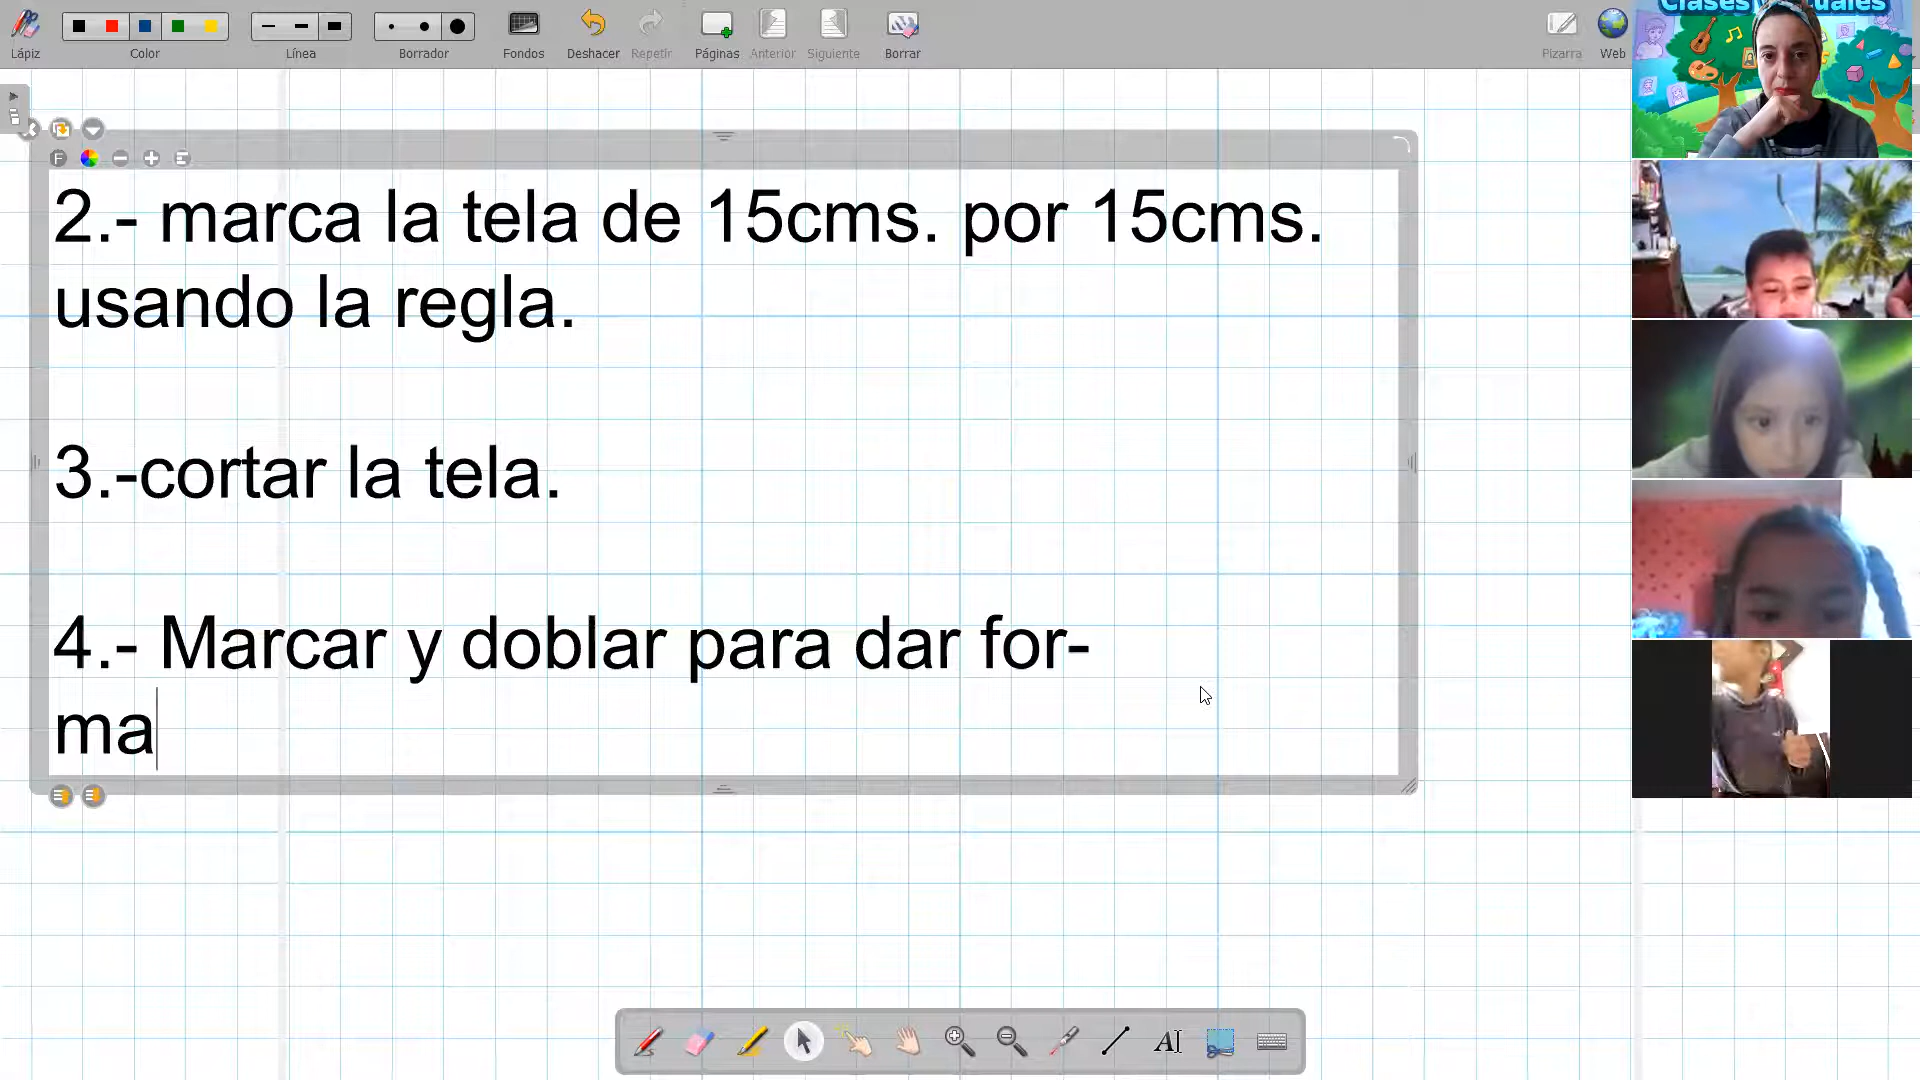 Lápiz
Color
Línea
Borrador
Fondos
Deshacer
Repetir
Páginas
Anterior
Siguiente
Borrar
Pizarra
Web
Clases
F
2.- marca la tela de 15cms. por 15cms.
usando la regla.
3.-cortar la tela.
4.- Marcar y doblar para dar for-
ma